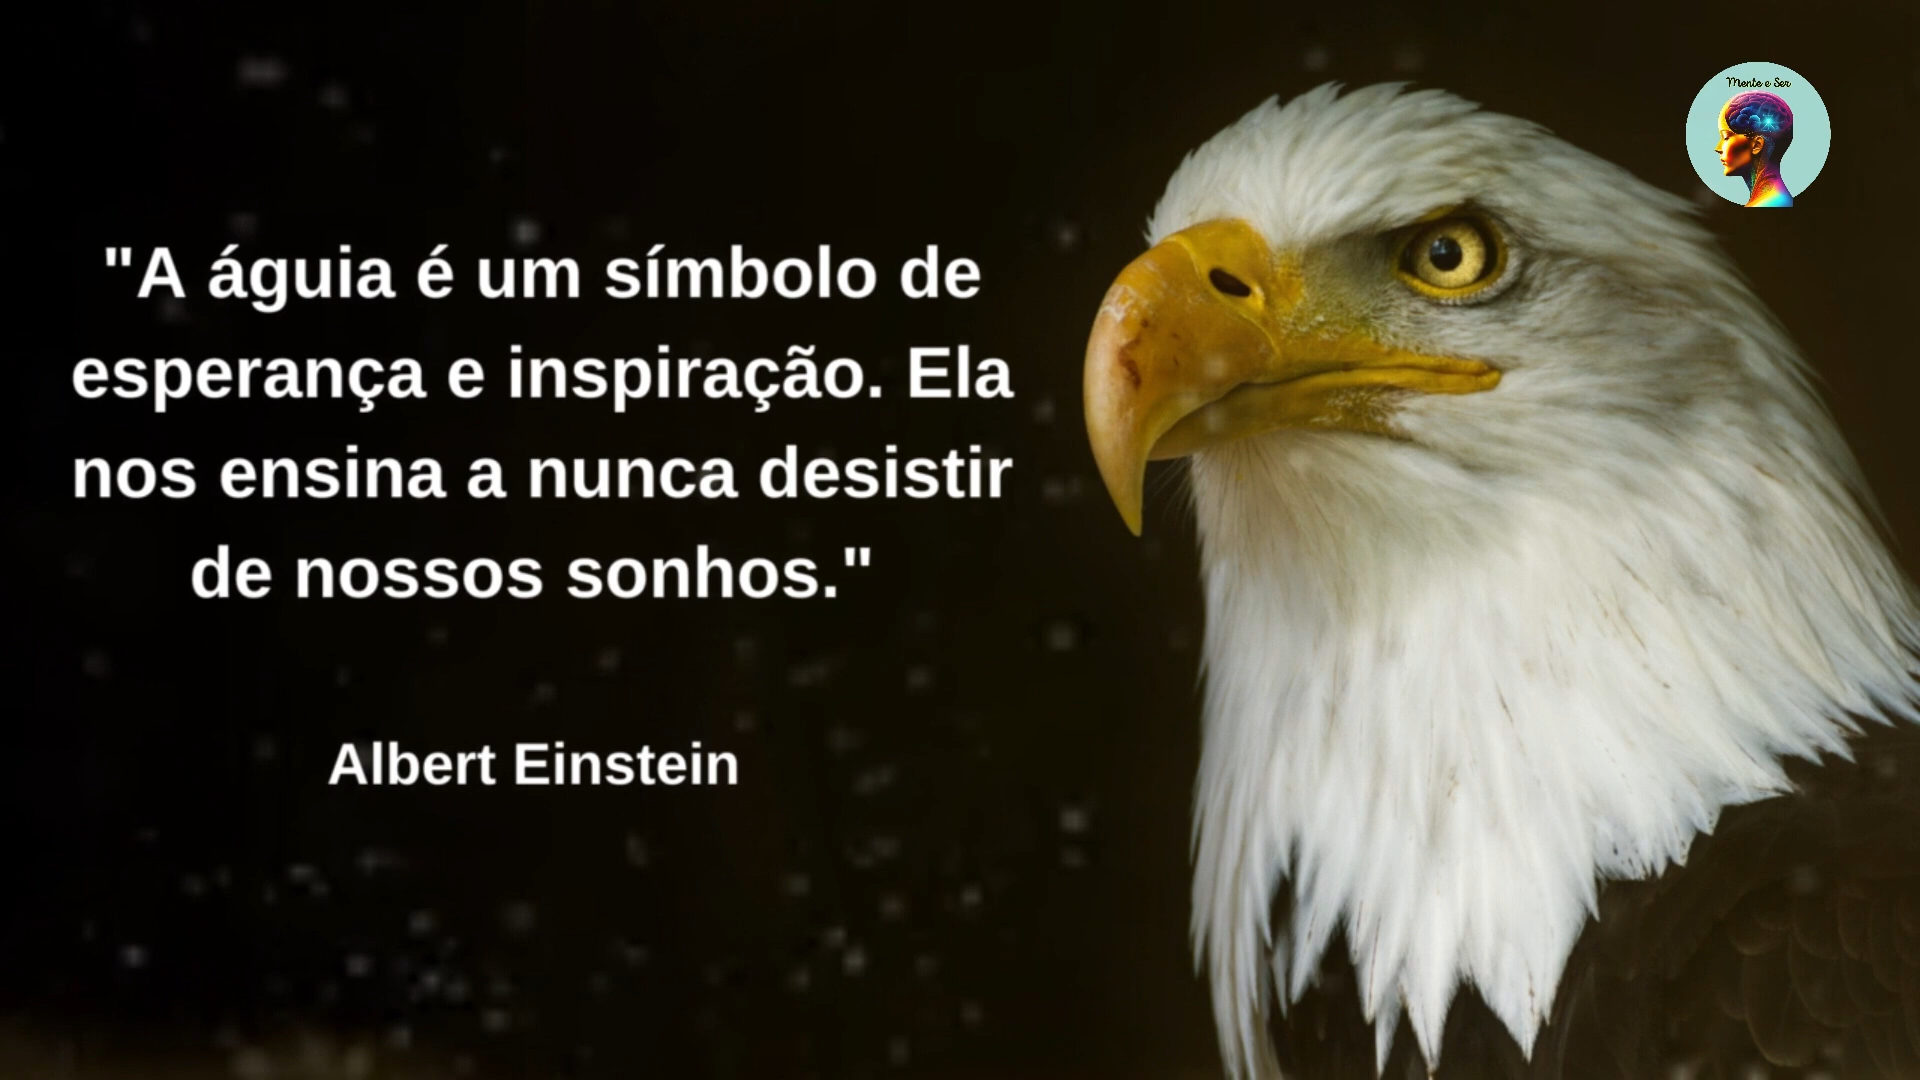 Mente e Ser
"A águia é um símbolo de
esperança e inspiração. Ela
nos ensina a nunca desistir
de nossos sonhos."
Albert Einstein